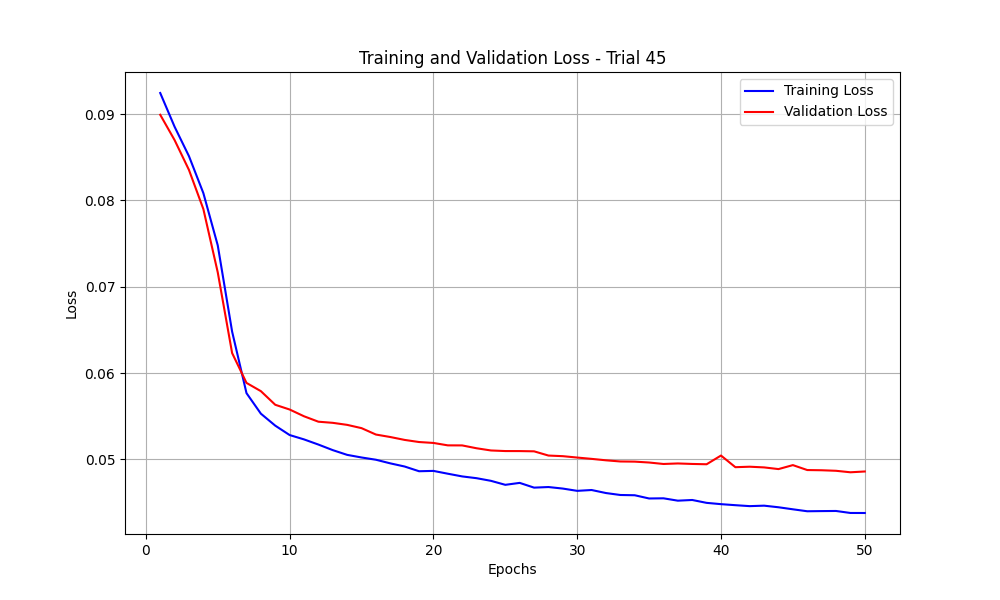 Training and Validation Loss - Trial 45
Training Loss
Validation Loss
0.09
0.08
0.07
0.06
0.05
Loss
0 10 20 30 40 50
Epochs